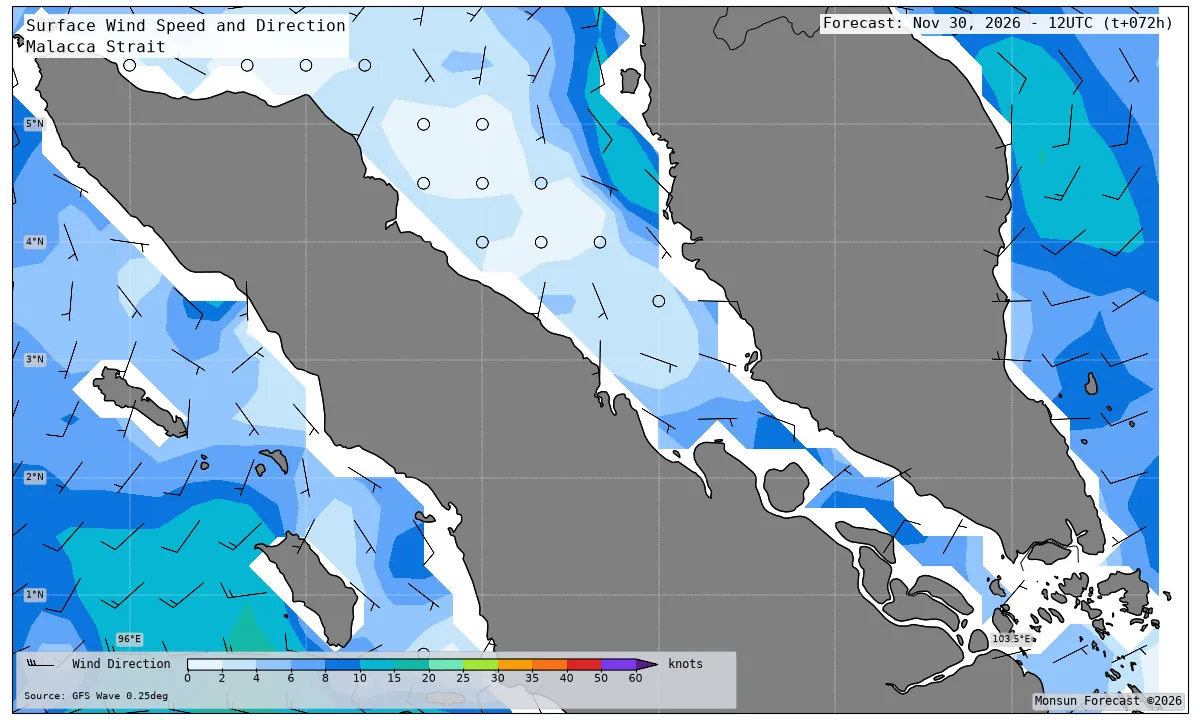 Surface Wind Speed and Direction
Malacca Strait
Forecast: Nov 30, 2026 - 12UTC (t+072h)
5°N
4°N
3°N
2°N
1°N
96°E
103.5°E
Wind Direction
knots
0 2 4 6 8 10 15 20 25 30 35 40 50 60
Source: GFS Wave 0.25deg
Monsun Forecast ©2026